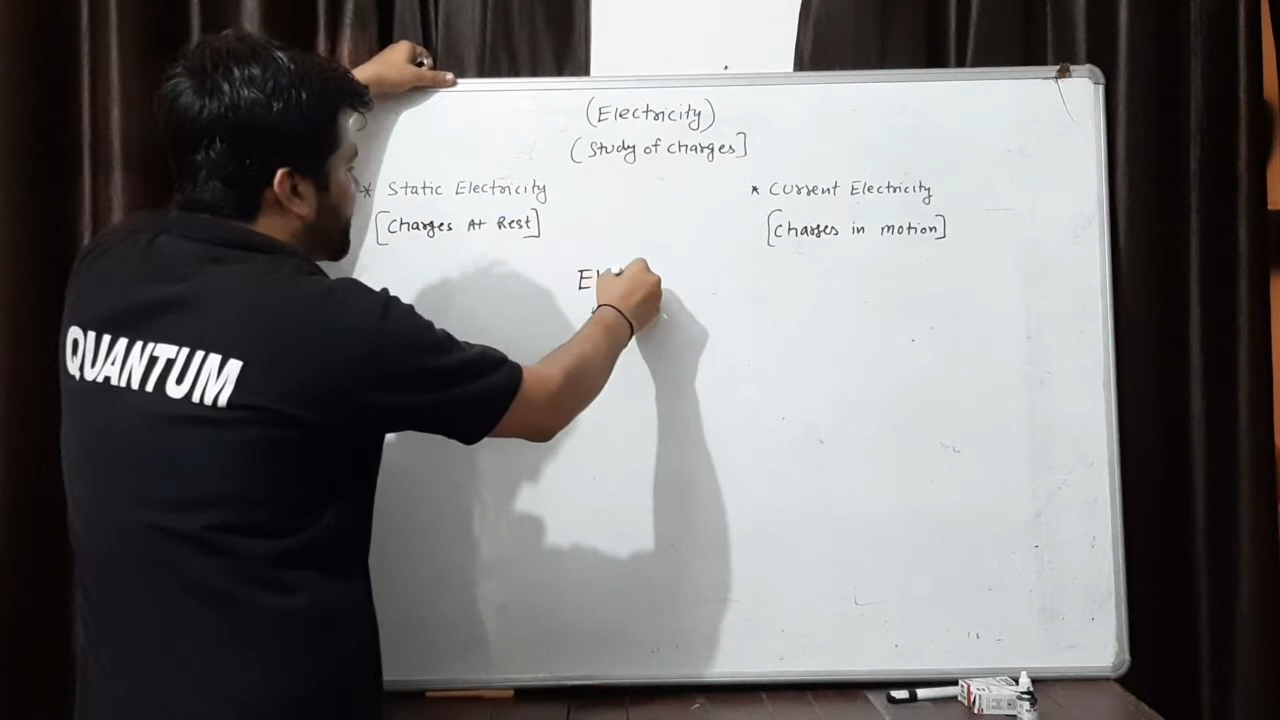 (Electricity)
(Study of charges]
* Static Electricity
[Charges At Rest]
* Current Electricity
[Charges in motion]
El
QUANTUM